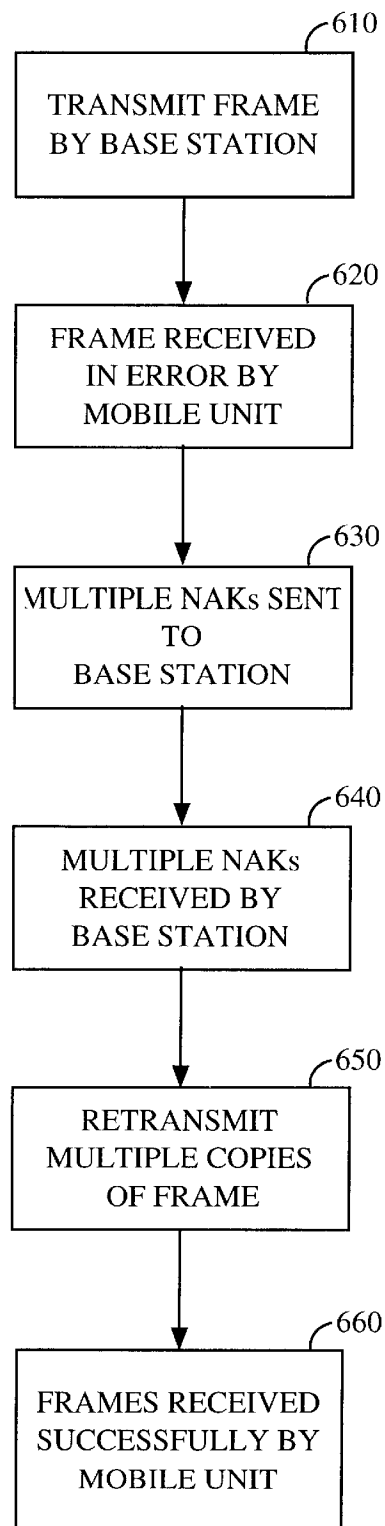 610
TRANSMIT FRAME
BY BASE STATION
620
FRAME RECEIVED
IN ERROR BY
MOBILE UNIT
630
MULTIPLE NAKs SENT
TO
BASE STATION
640
MULTIPLE NAKs
RECEIVED BY
BASE STATION
650
RETRANSMIT
MULTIPLE COPIES
OF FRAME
660
FRAMES RECEIVED
SUCCESSFULLY BY
MOBILE UNIT